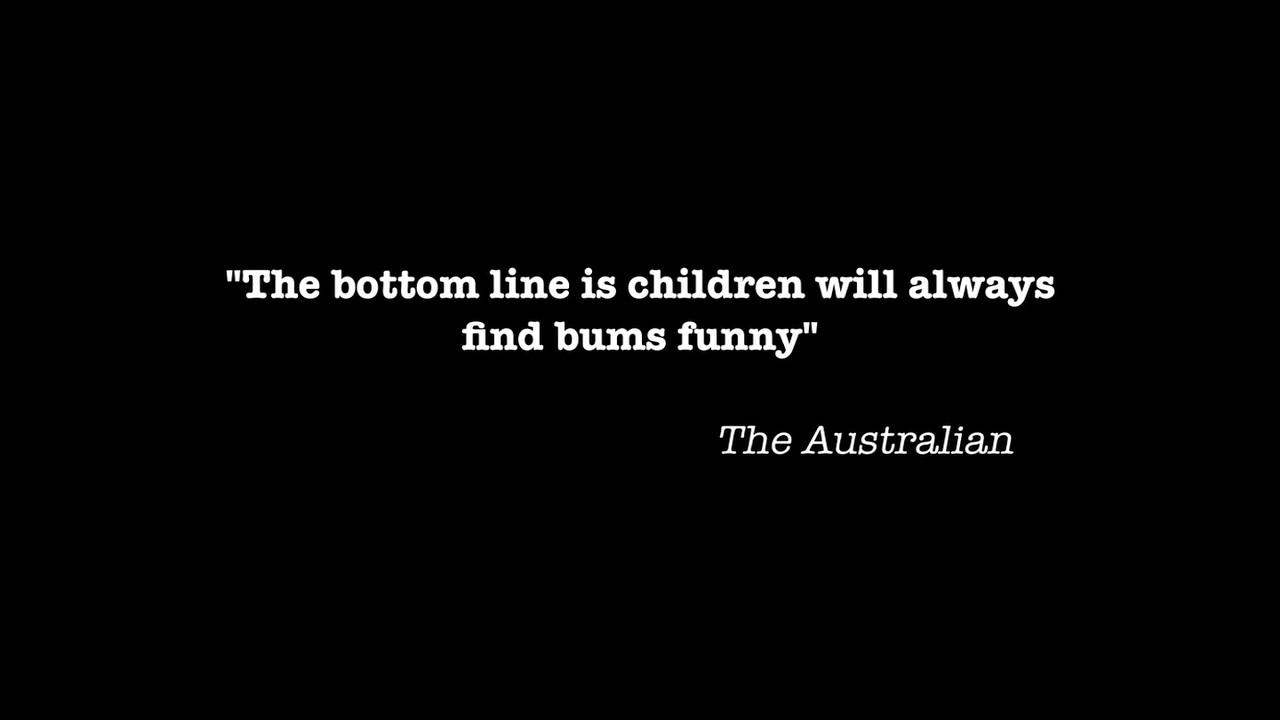 "The bottom line is children will always
find bums funny"
The Australian